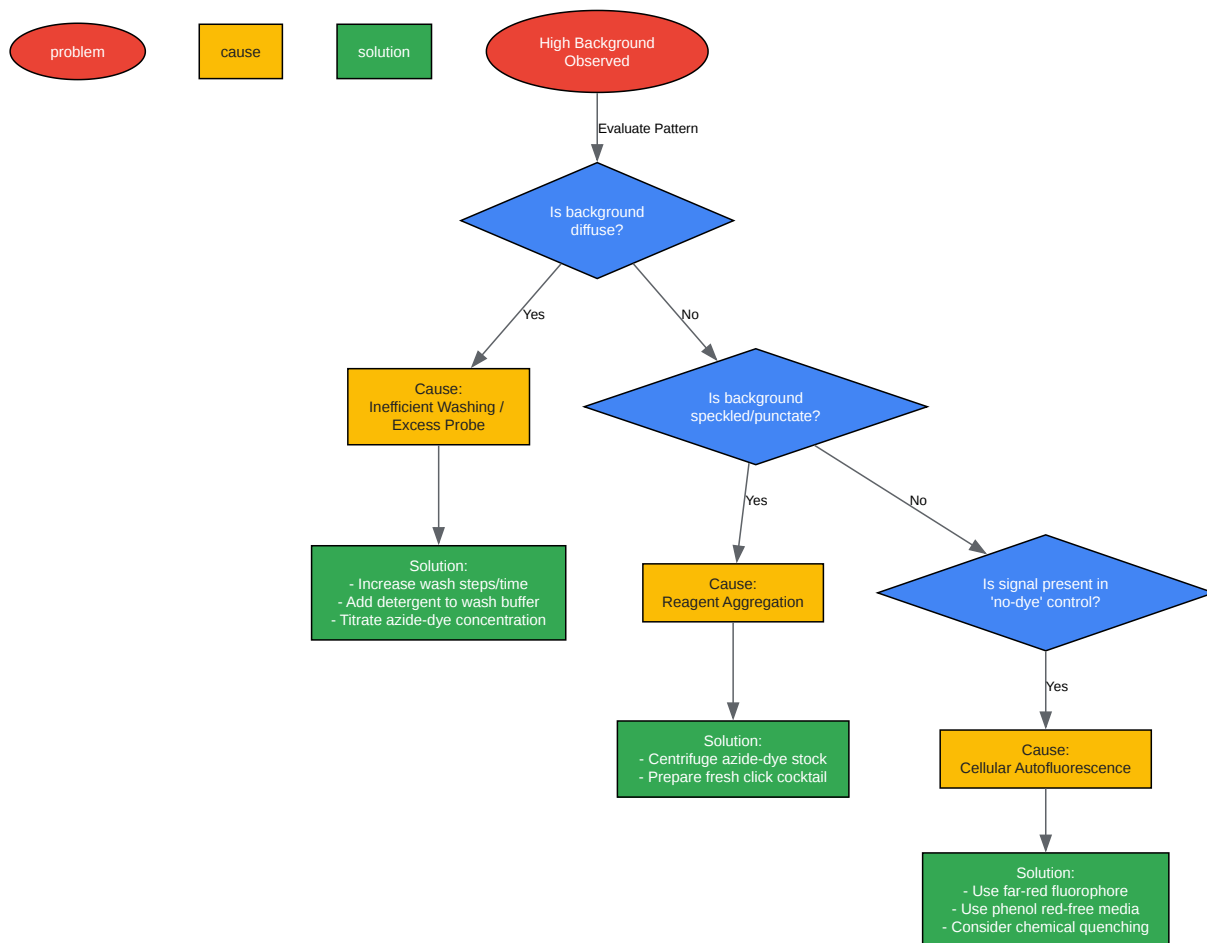 problem
cause
solution
High Background
Observed
Evaluate Pattern
Is background
diffuse?
Yes
No
Cause:
Inefficient Washing /
Excess Probe
Is background
speckled/punctate?
Solution:
- Increase wash steps/time
- Add detergent to wash buffer
- Titrate azide-dye concentration
Yes
No
Cause:
Reagent Aggregation
Is signal present in
'no-dye' control?
Solution:
- Centrifuge azide-dye stock
- Prepare fresh click cocktail
Yes
Cause:
Cellular Autofluorescence
Solution:
- Use far-red fluorophore
- Use phenol red-free media
- Consider chemical quenching